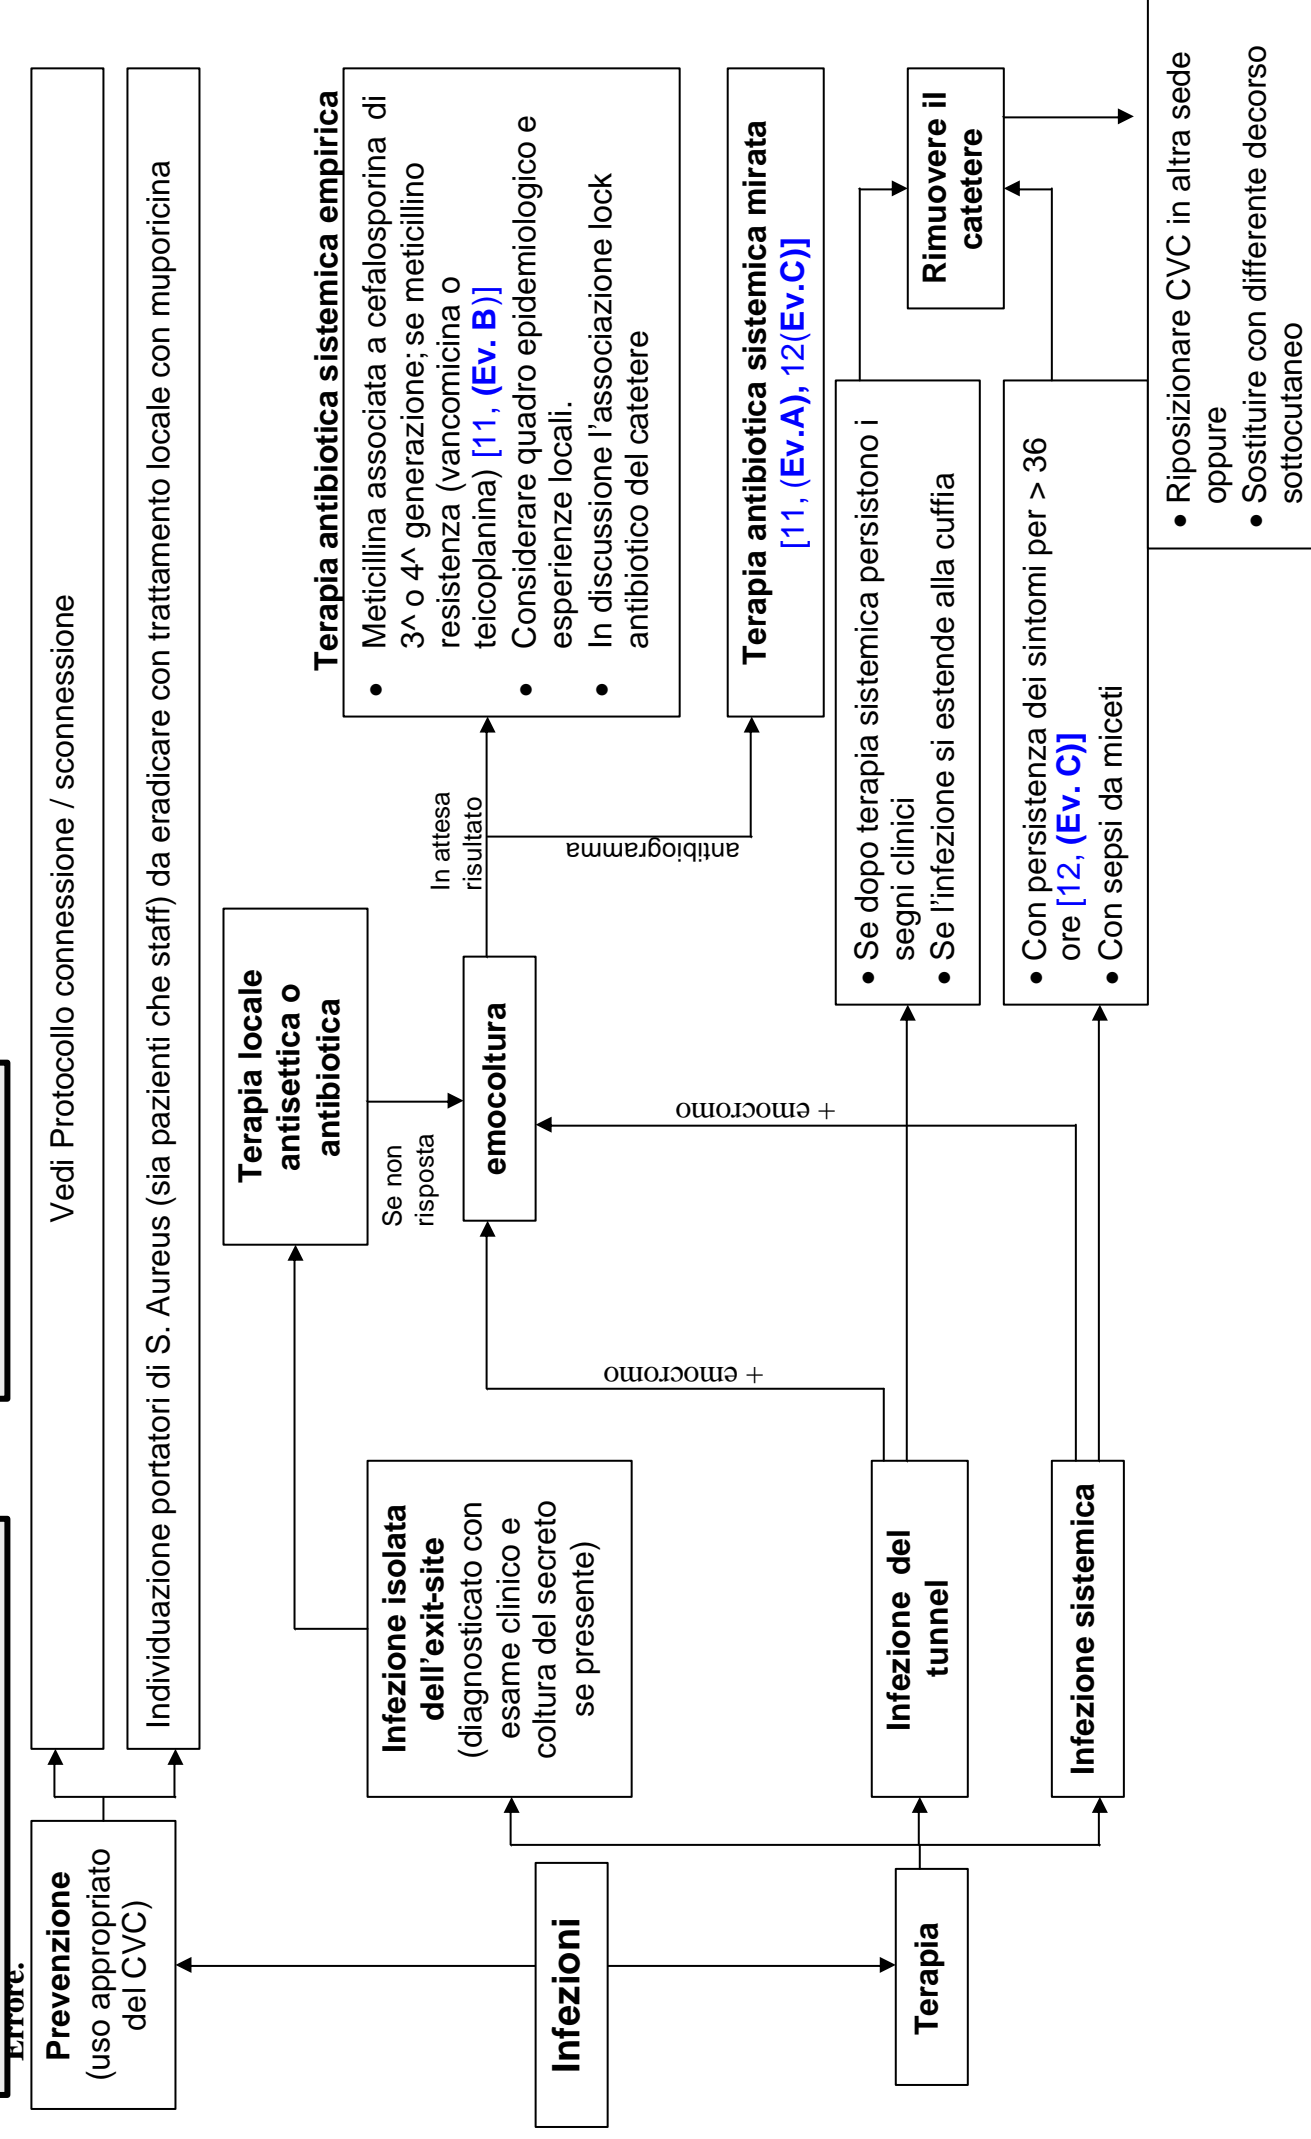 Errore.
Prevenzione
(uso appropriato
del CVC)
Vedi Protocollo connessione / sconnessione
Individuazione portatori di S. Aureus (sia pazienti che staff) da eradicare con trattamento locale con muporicina
Infezioni
Terapia
Infezione isolata
dell'exit-site
(diagnosticato con
esame clinico e
coltura del secreto
se presente)
Infezione del
tunnel
Infezione sistemica
Terapia locale
antisettica o
antibiotica
Se non
risposta
emocoltura
+ emocromo
+ emocromo
In attesa
risultato
antibiogramma
Terapia antibiotica sistemica empirica
• Meticillina associata a cefalosporina di
3^ o 4^ generazione; se meticillino
resistenza (vancomicina o
teicoplanina) [11, (Ev. B)]
• Considerare quadro epidemiologico e
esperienze locali.
• In discussione l'associazione lock
antibiotico del catetere
Terapia antibiotica sistemica mirata
[11, (Ev.A), 12(Ev.C)]
• Se dopo terapia sistemica persistono i
segni clinici
• Se l'infezione si estende alla cuffia
• Con persistenza dei sintomi per > 36
ore [12, (Ev. C)]
• Con sepsi da miceti
Rimuovere il
catetere
• Riposizionare CVC in altra sede
oppure
• Sostituire con differente decorso
sottocutaneo